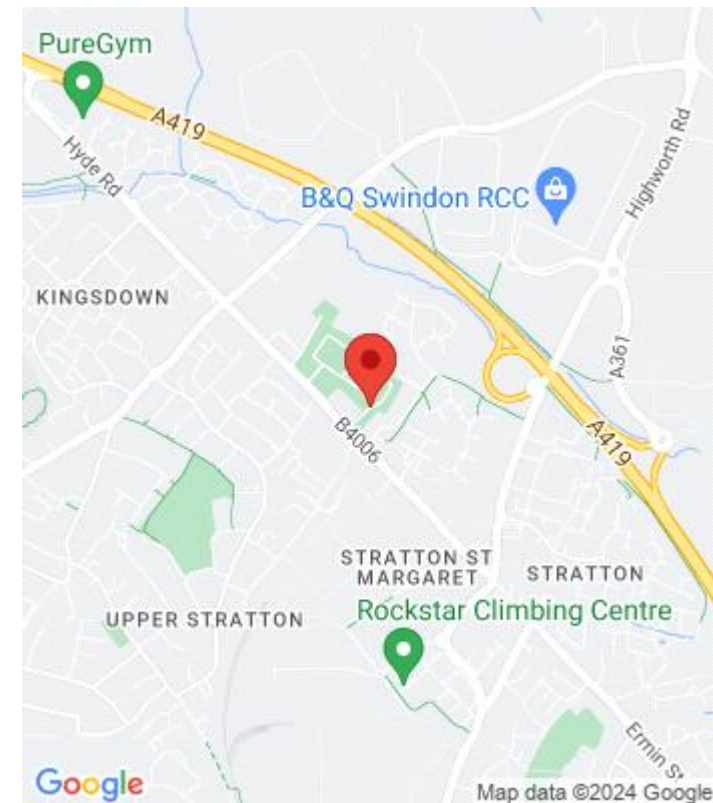 PureGym
A419
Hyde Rd
B&Q Swindon RCC
Highworth Rd
KINGSDOWN
A361
B4006
A419
STRATTON ST
MARGARET
STRATTON
UPPER STRATTON
Rockstar Climbing Centre
Ermin St
Google
Map data ©2024 Google